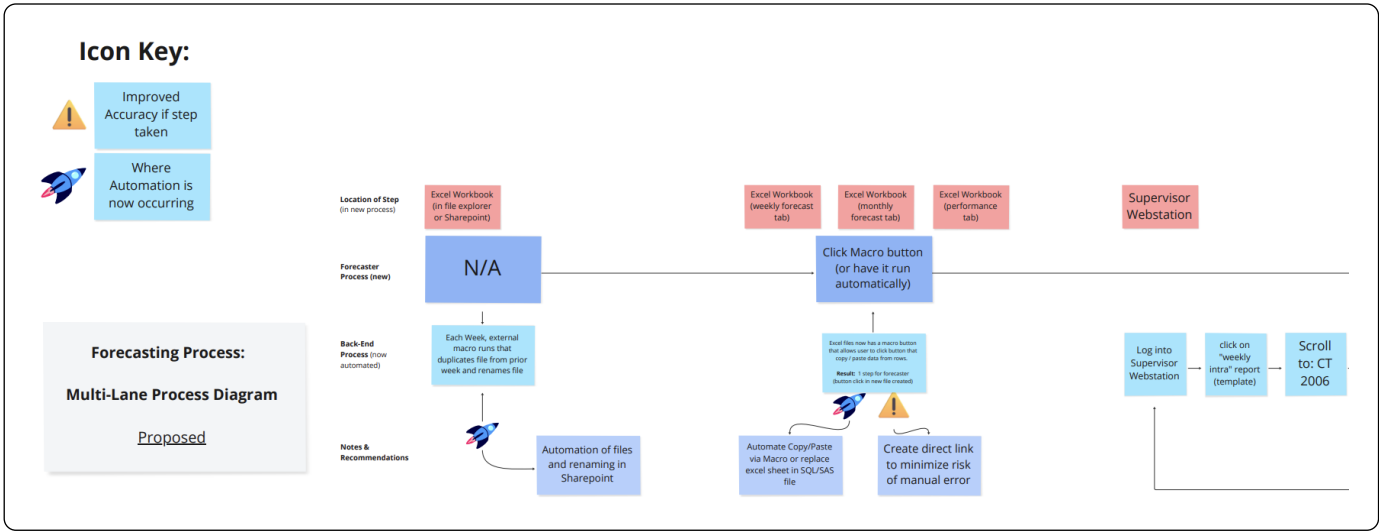 Icon Key:
Improved
Accuracy if step
taken
Where
Automation is
now occurring
Location of Step
(in new process)
Excel Workbook
(in file explorer
or Sharepoint)
Excel Workbook
(weekly forecast
tab)
Excel Workbook
(monthly
forecast tab)
Excel Workbook
(performance
tab)
Supervisor
Webstation
Forecaster
Process (new)
N/A
Click Macro button
(or have it run
automatically)
Forecasting Process:
Multi-Lane Process Diagram
Proposed
Back-End
Process (now
automated)
Each Week, external
macro runs that
duplicates file from prior
week and renames file
Excel files now has a macro button
that allows user to click button that
copy / paste data from rows.
Result: 1 step for forecaster
(button click in new file created)
Log into
Supervisor
Webstation
click on
"weekly
intra" report
(template)
Scroll
to: CT
2006
Notes &
Recommendations
Automation of files
and renaming in
Sharepoint
Automate Copy/Paste
via Macro or replace
excel sheet in SQL/SAS
file
Create direct link
to minimize risk
of manual error